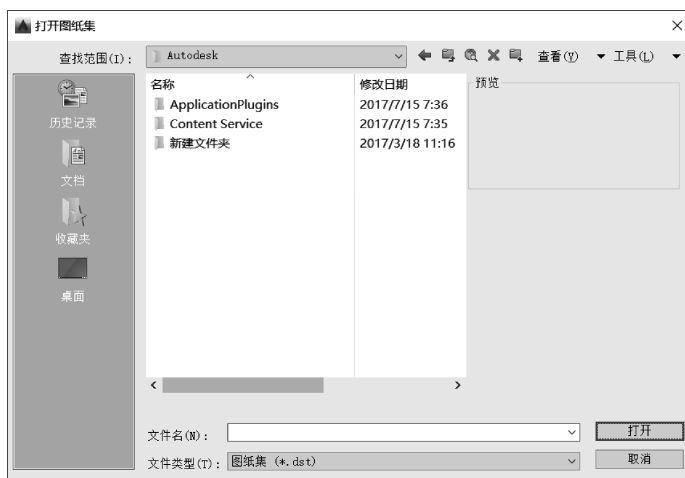 打开图纸集
查找范围(I): Autodesk 查看(V) 工具(L)
名称 修改日期 预览
ApplicationPlugins 2017/7/15 7:36
Content Service 2017/7/15 7:35
新建文件夹 2017/3/18 11:16
历史记录
文档
收藏夹
桌面
文件名(N): 打开
文件类型(T): 图纸集 (*.dst) 取消